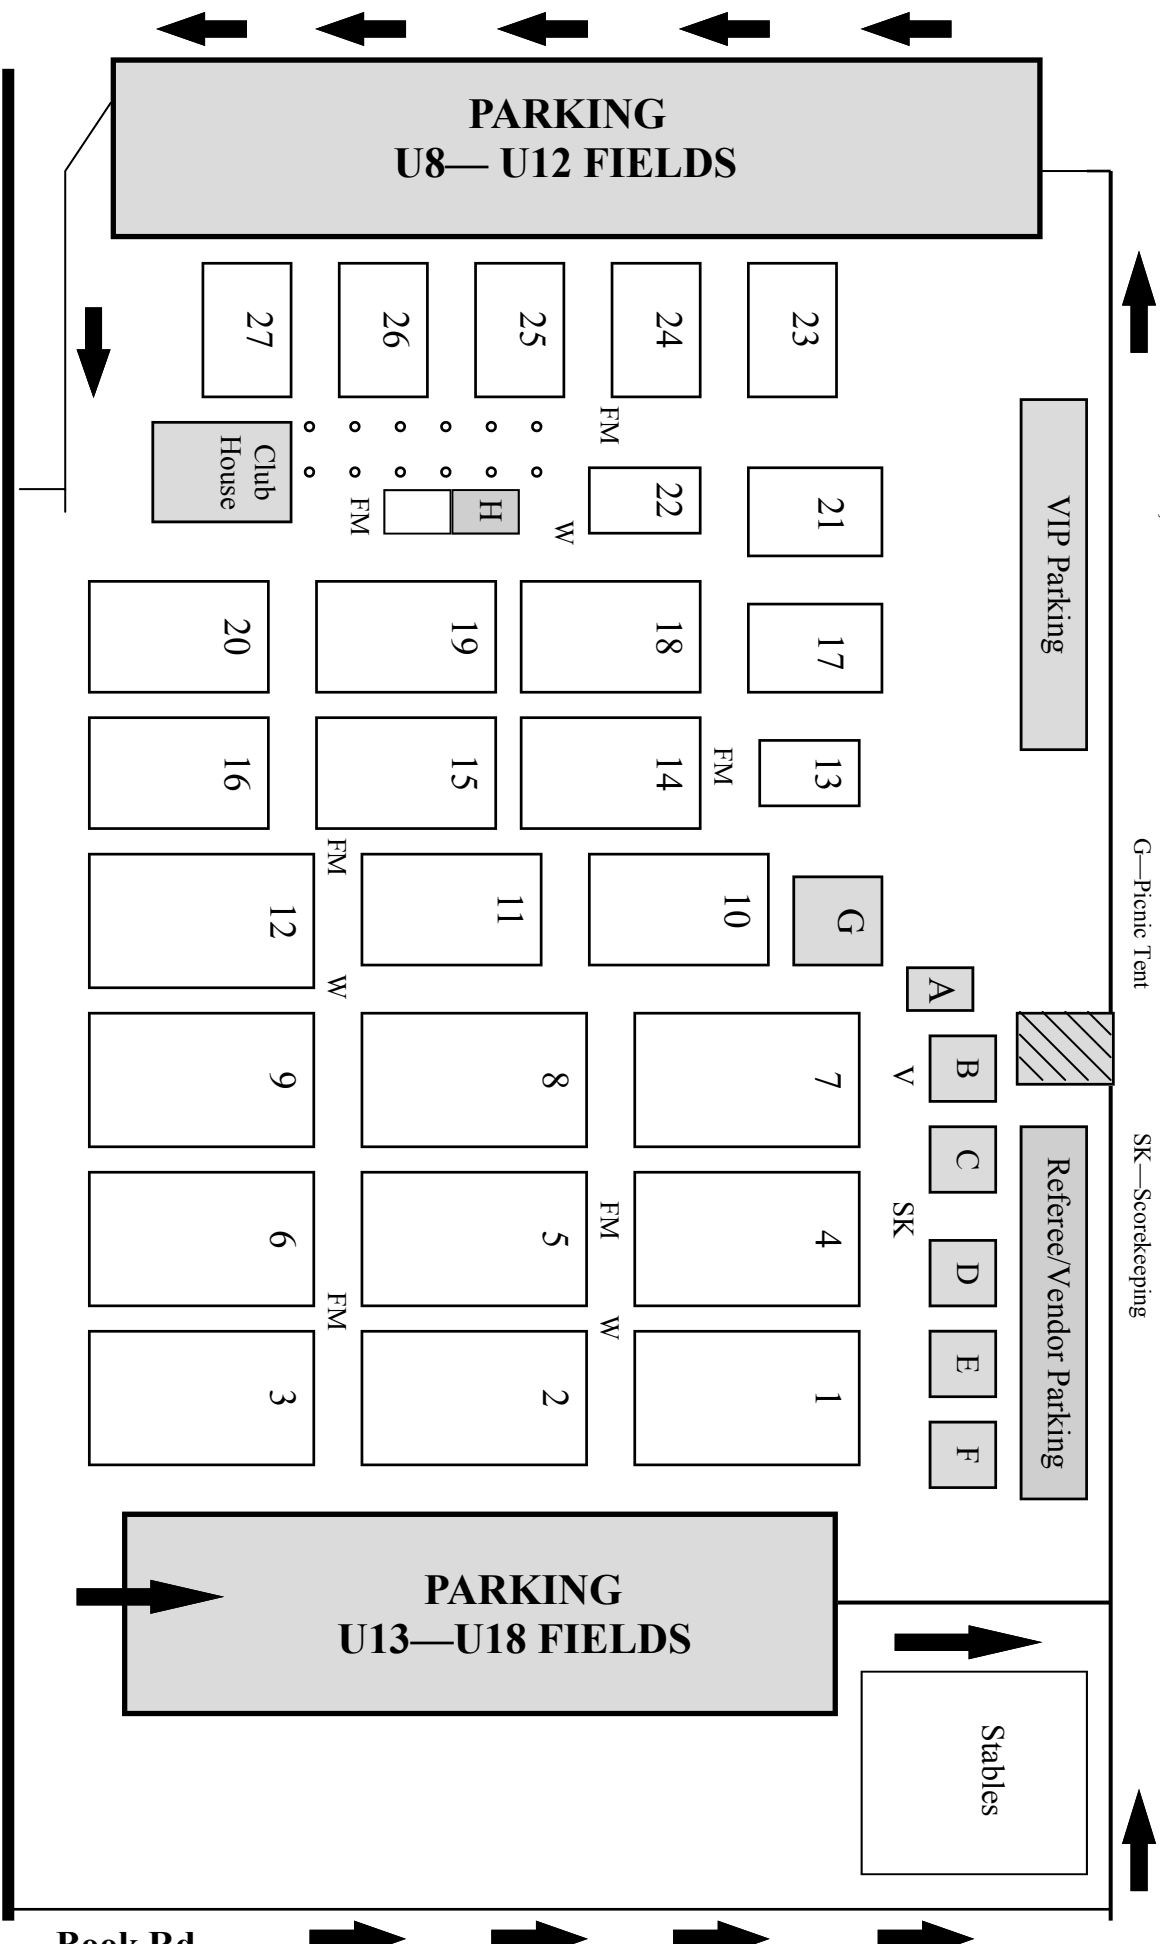 PARKING
U8— U12 FIELDS
27
26
25
24
23
FM
Club
House
FM
H
W
22
21
VIP Parking
20
19
18
17
16
15
14
FM
13
FM
12
W
11
10
G
A
G—Picnic Tent
9
8
7
V
B
C
SK—Scorekeeping
6
5
FM
4
SK
D
Referee/Vendor Parking
FM
W
3
2
1
E
F
PARKING
U13—U18 FIELDS
Stables
Book Rd